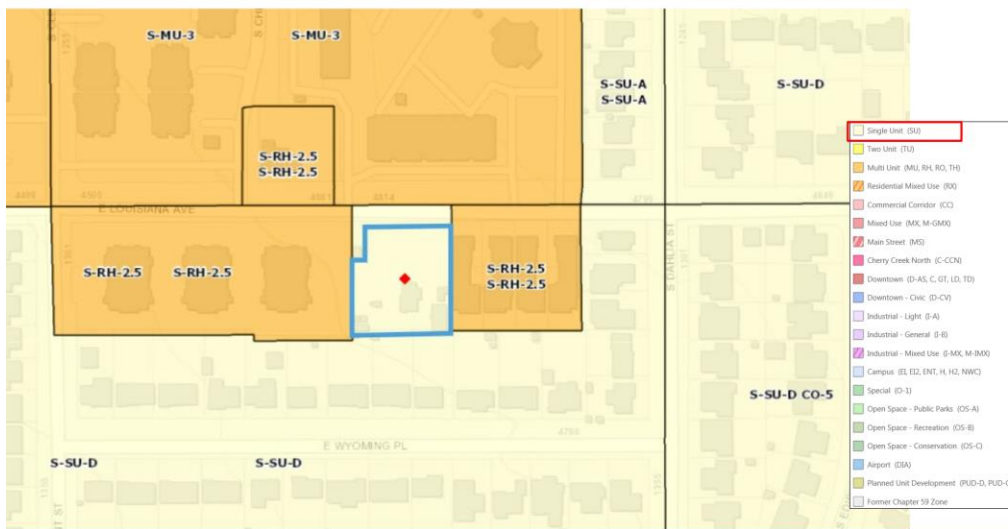 S-MU-3
S-MU-3
S-SU-A
S-SU-A
S-SU-D
S-RH-2.5
S-RH-2.5
E LOUISIANA AVE
S-RH-2.5
S-RH-2.5
S-RH-2.5
S-RH-2.5
S DAHLIA ST
S-SU-D CO-5
E WYOMING PL
S-SU-D
S-SU-D
Single Unit (SU)
Two Unit (TU)
Multi Unit (MU, RH, RO, TH)
Residential Mixed Use (RX)
Commercial Corridor (CC)
Mixed Use (MX, M-GMX)
Main Street (MS)
Cherry Creek North (C-CCN)
Downtown (D-AS, C, GT, LD, TD)
Downtown - Civic (D-CV)
Industrial - Light (I-A)
Industrial - General (I-B)
Industrial - Mixed Use (I-MX, M-IMX)
Campus (EI, EI2, ENT, H, H2, NWC)
Special (O-1)
Open Space - Public Parks (OS-A)
Open Space - Recreation (OS-B)
Open Space - Conservation (OS-C)
Airport (DIA)
Planned Unit Development (PUD-D, PUD-G
Former Chapter 59 Zone